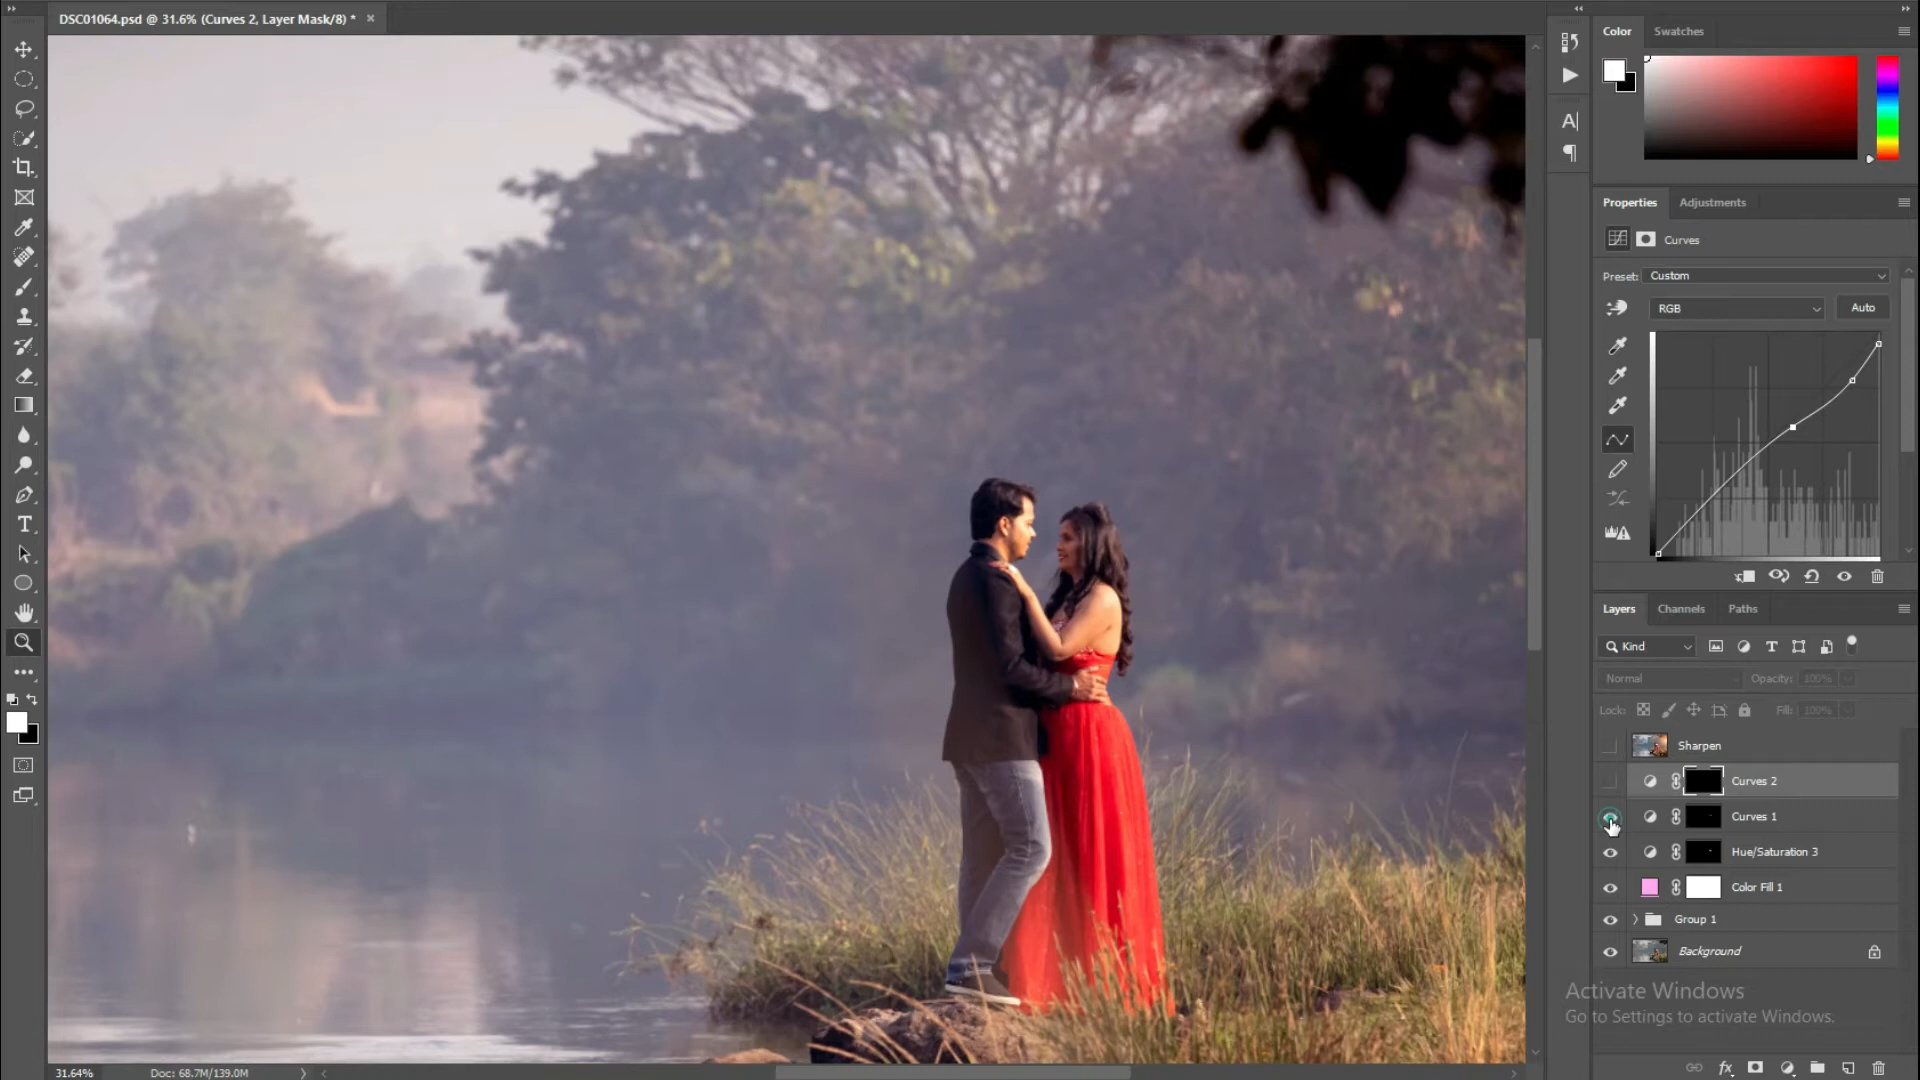 DSC01064.psd @ 31.6% (Curves 2, Layer Mask/8) *
Color
Swatches
Properties
Adjustments
Curves
Preset:
Custom
RGB
Auto
Layers
Channels
Paths
Kind
Normal
Opacity:
100%
Lock:
Fill:
100%
Sharpen
Curves 2
Curves 1
Hue/Saturation 3
Color Fill 1
Group 1
Background
Activate Windows
Go to Settings to activate Windows.
31.64%
Doc: 68.7M/139.0M